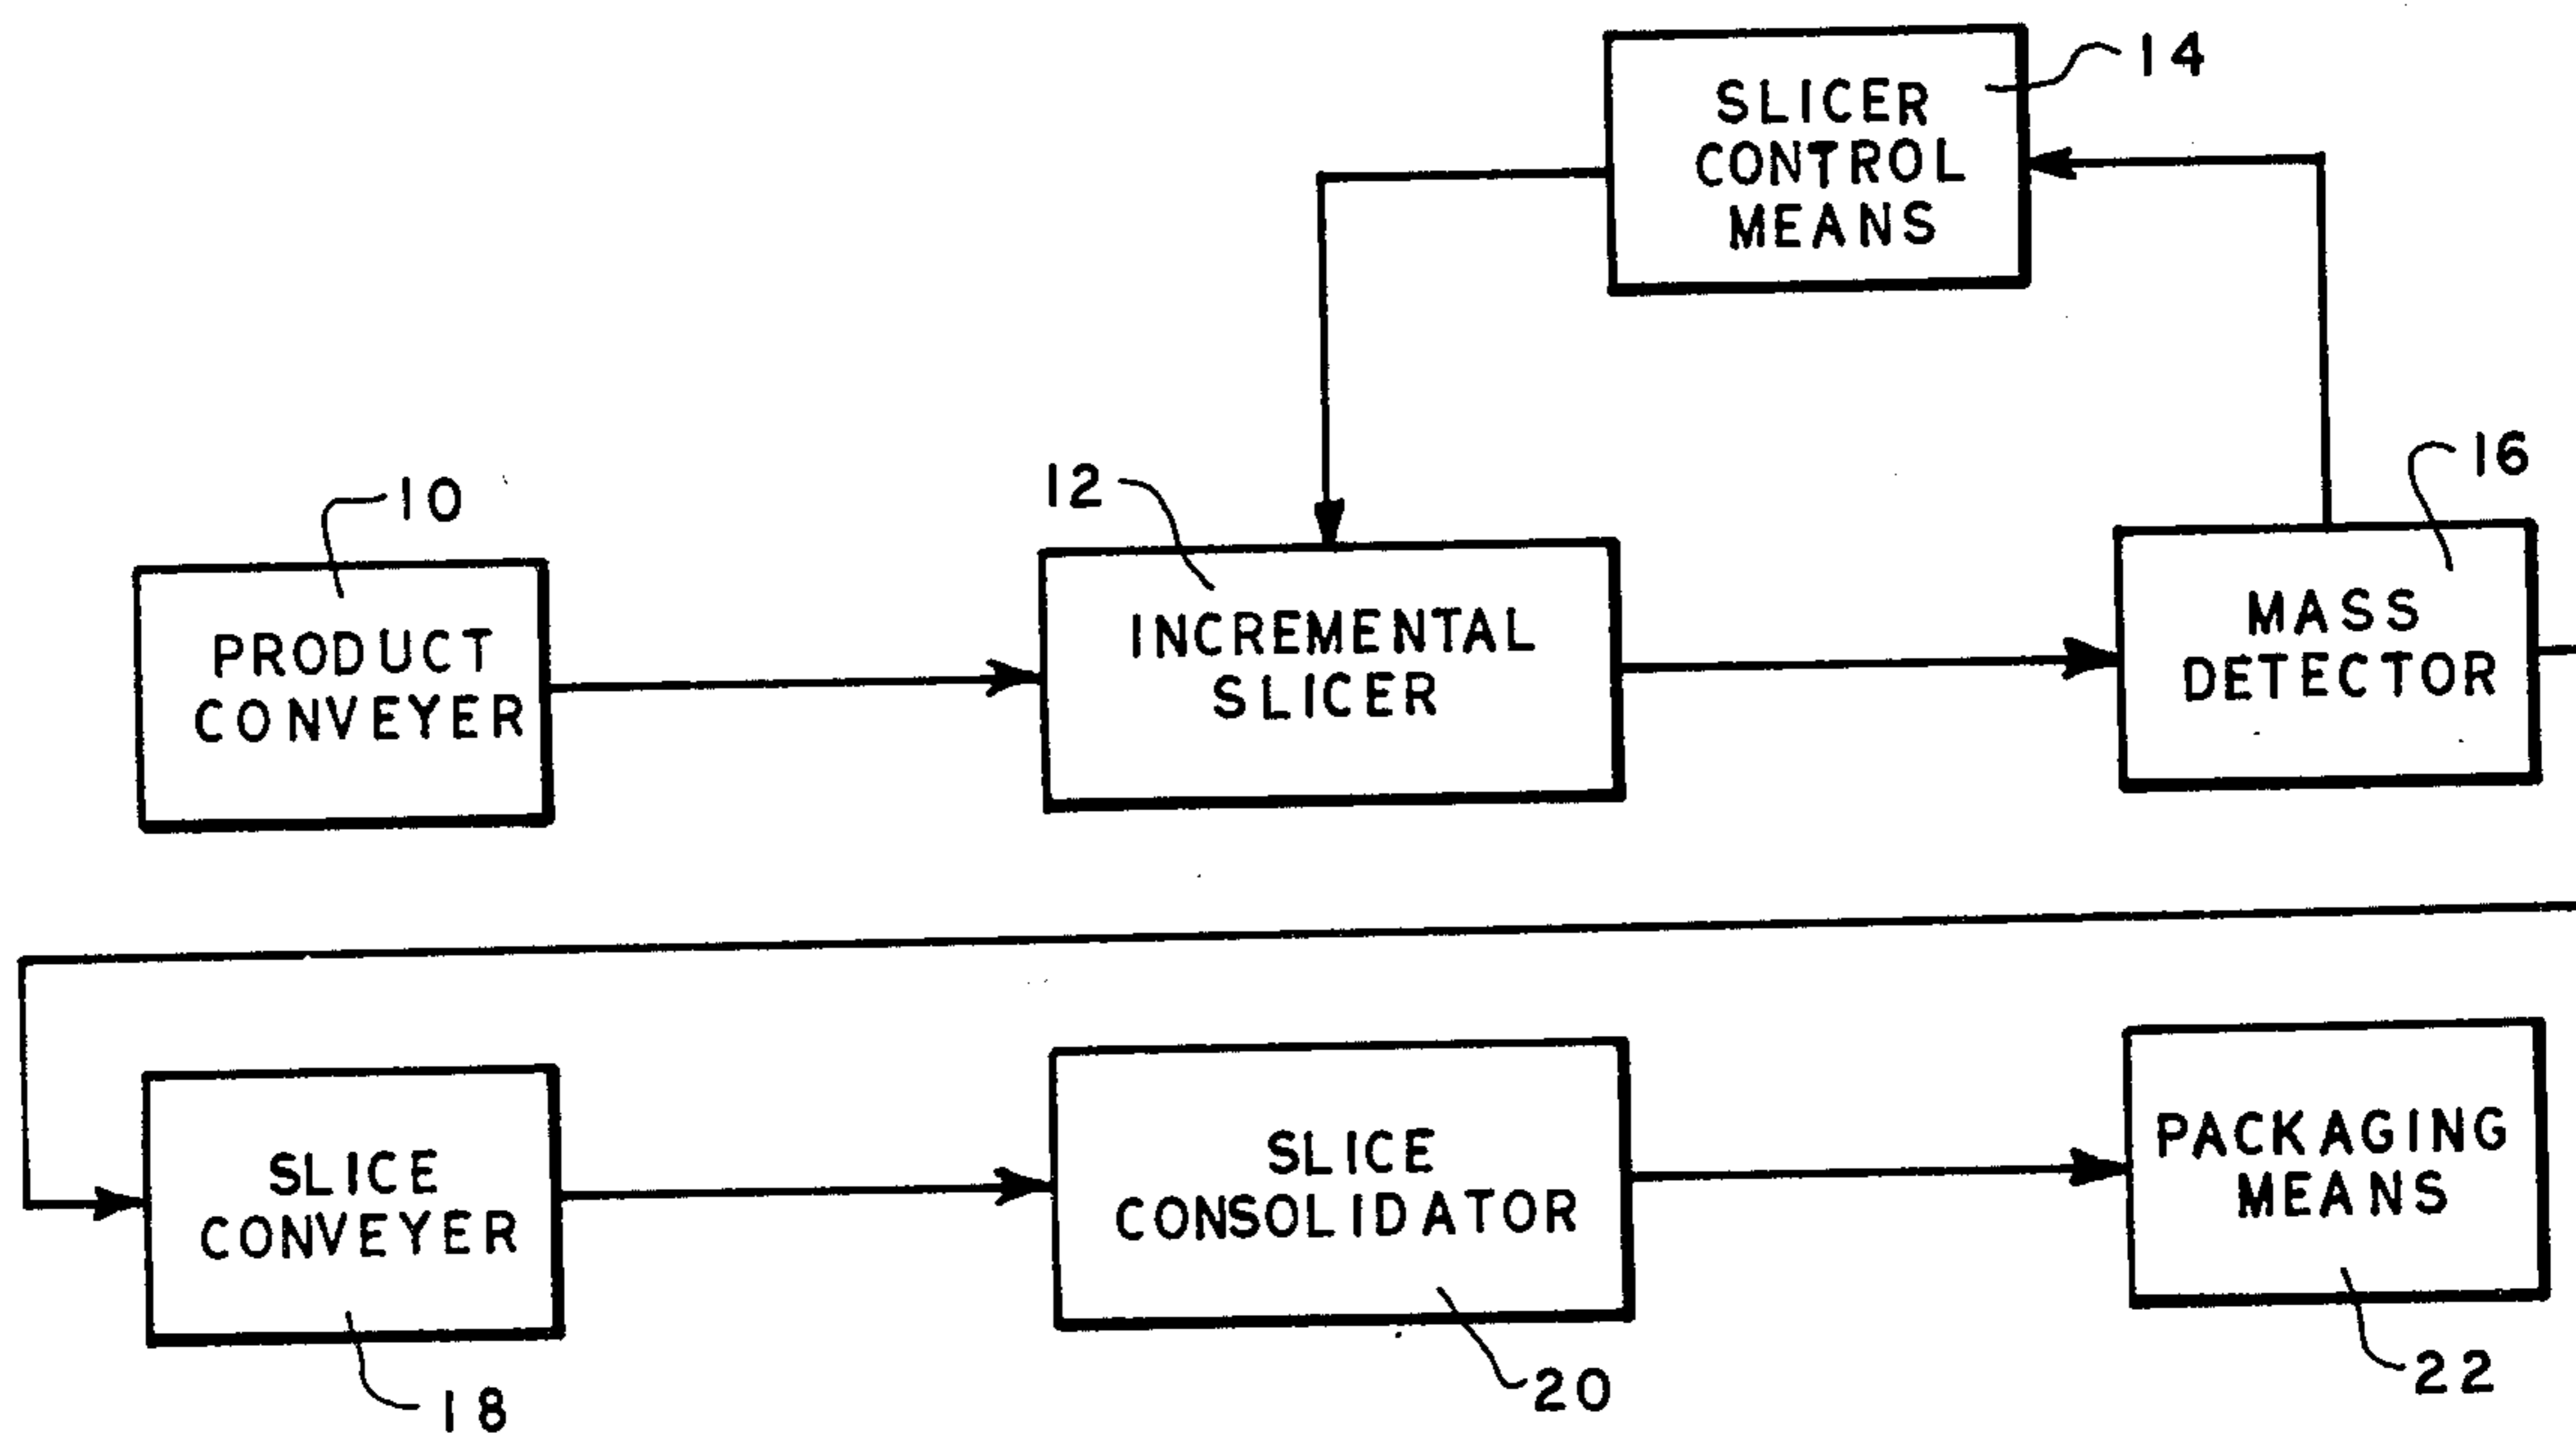 14
SLICER
CONTROL
MEANS
10
12
16
PRODUCT
CONVEYER
INCREMENTAL
SLICER
MASS
DETECTOR
SLICE
CONVEYER
SLICE
CONSOLIDATOR
PACKAGING
MEANS
18
20
22